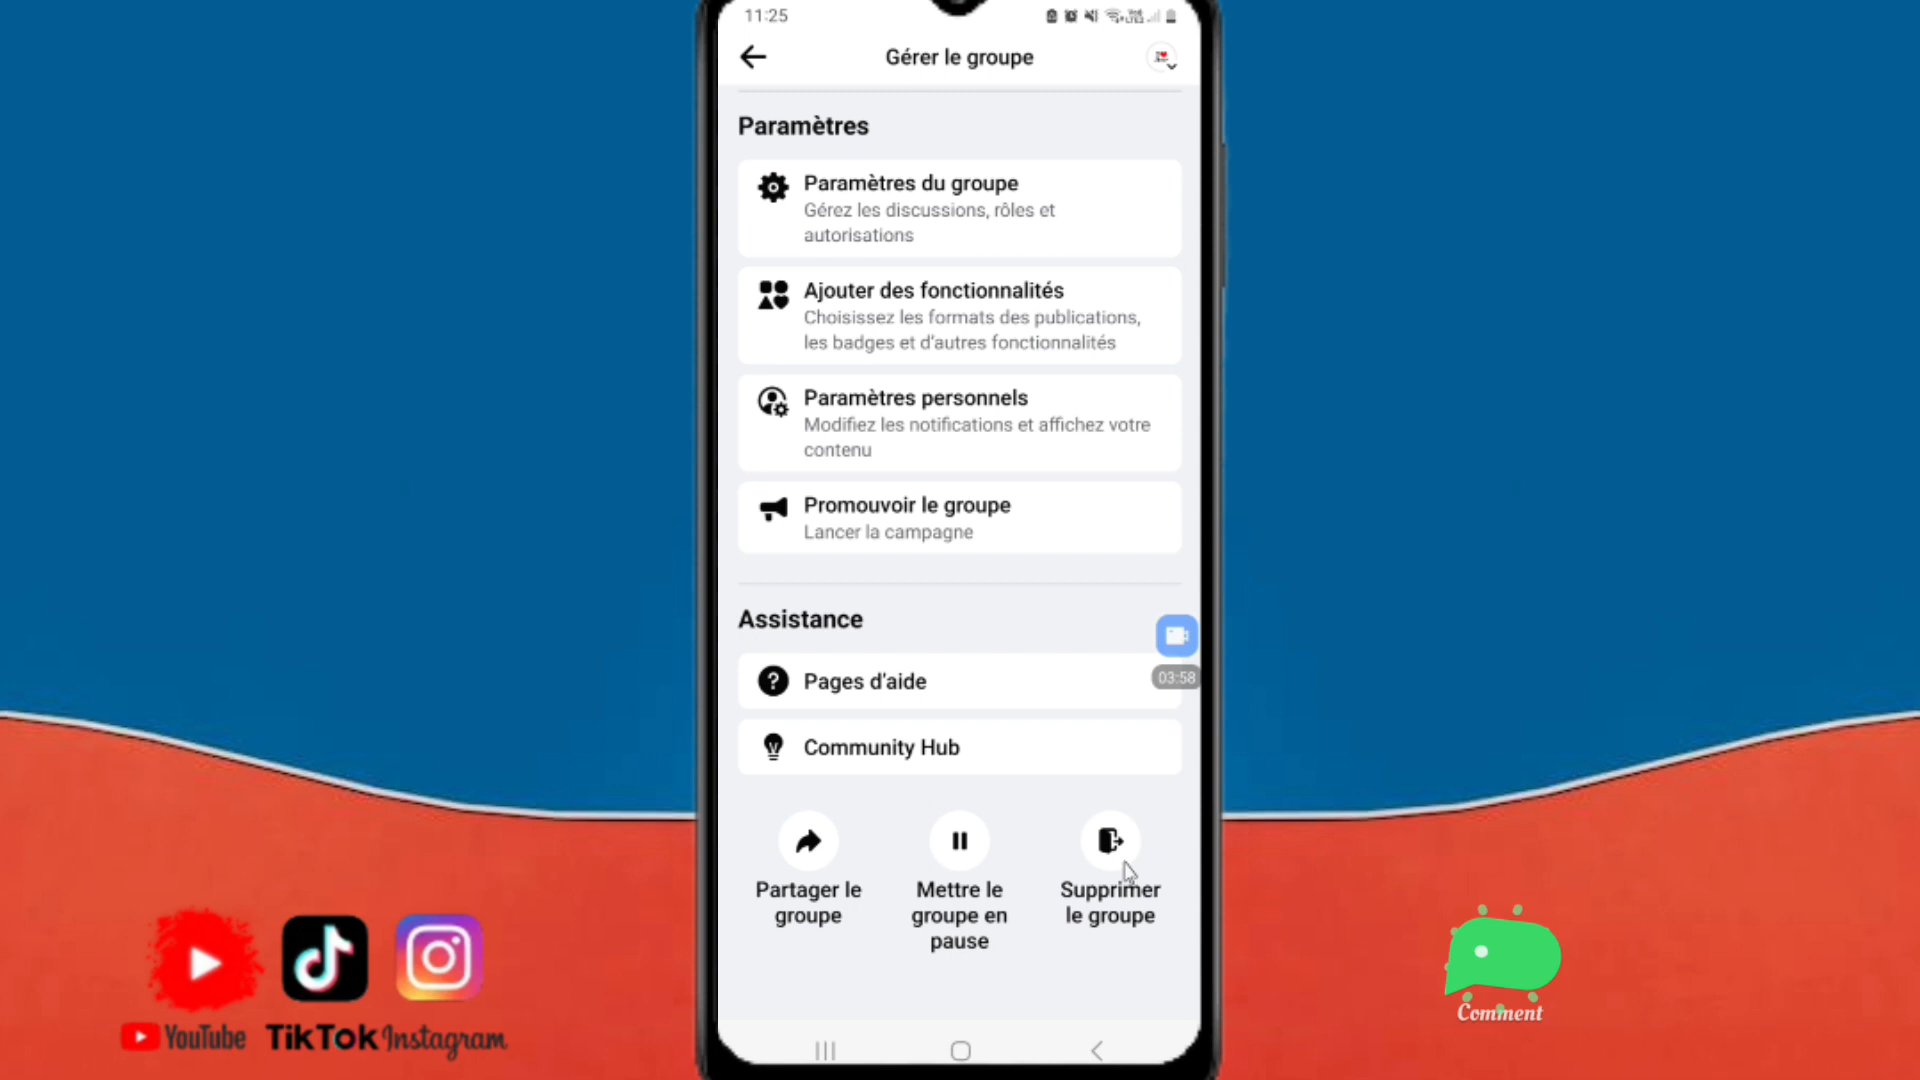 11:25
Gérer le groupe
Paramètres
Paramètres du groupe
Gérez les discussions, rôles et
autorisations
Ajouter des fonctionnalités
Choisissez les formats des publications,
les badges et d'autres fonctionnalités
Paramètres personnels
Modifiez les notifications et affichez votre
contenu
Promouvoir le groupe
Lancer la campagne
Assistance
Pages d'aide
03:58
Community Hub
Partager le
groupe
Mettre le
groupe en
pause
Supprimer
le groupe
YouTube
TikTok
Instagram
Comment